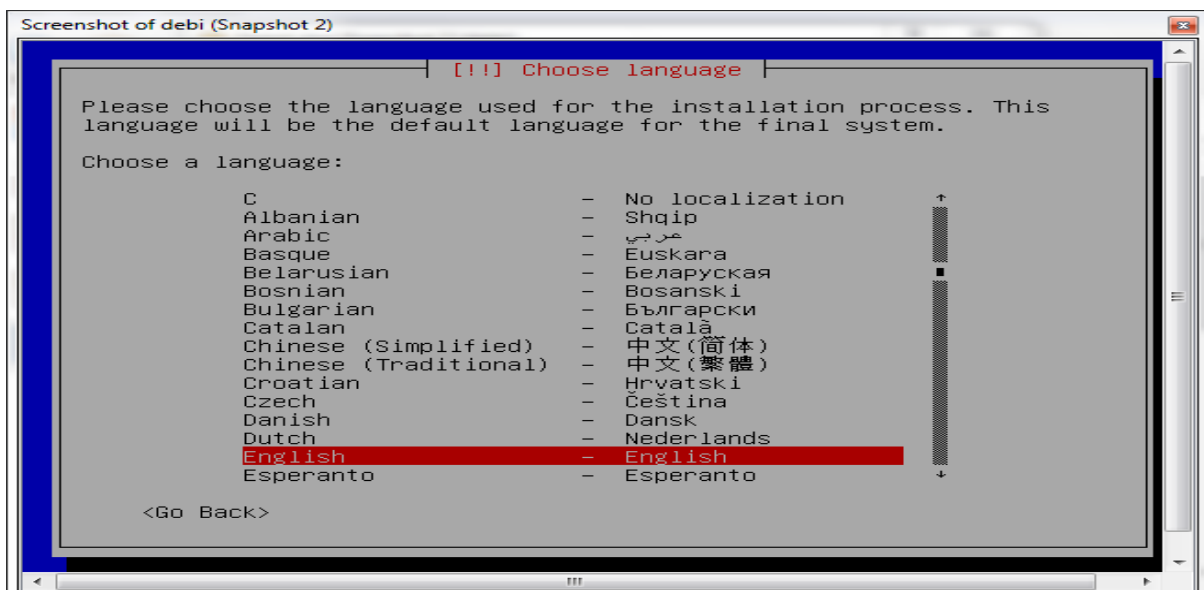 Screenshot of debi (Snapshot 2)
[!!] Choose language
Please choose the language used for the installation process. This
language will be the default language for the final system.
Choose a language:
C - No localization
Albanian - Shqip
Arabic - عربي
Basque - Euskara
Belarusian - Беларуская
Bosnian - Bosanski
Bulgarian - Български
Catalan - Català
Chinese (Simplified) - 中文(简体)
Chinese (Traditional) - 中文(繁體)
Croatian - Hrvatski
Czech - Čeština
Danish - Dansk
Dutch - Nederlands
English - English
Esperanto - Esperanto
<Go Back>